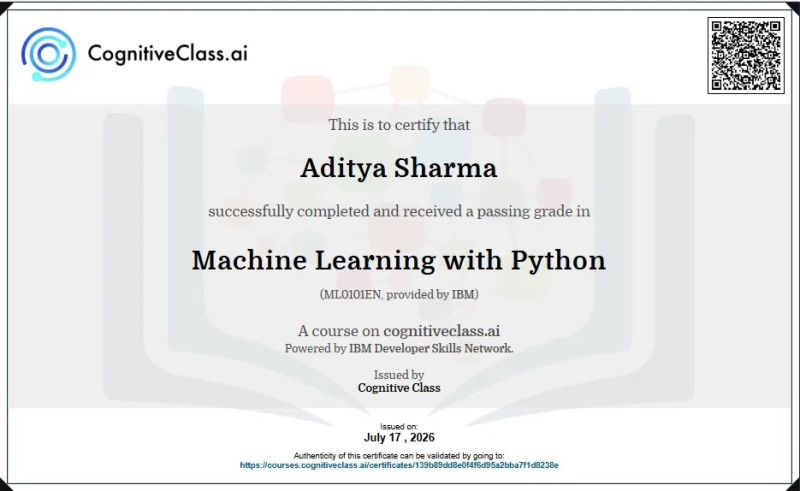 CognitiveClass.ai
This is to certify that
Aditya Sharma
successfully completed and received a passing grade in
Machine Learning with Python
(ML0101EN, provided by IBM)
A course on cognitiveclass.ai
Powered by IBM Developer Skills Network.
Issued by
Cognitive Class
Issued on:
July 17 , 2026
Authenticity of this certificate can be validated by going to:
https://courses.cognitiveclass.ai/certificates/139b89dd8e0f4f6d95a2bba7f1d8238e